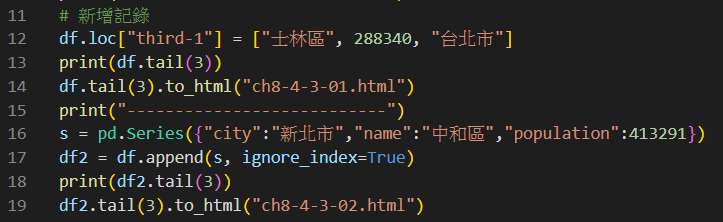 11 # 新增記錄
12 df.loc["third-1"] = ["士林區", 288340, "台北市"]
13 print(df.tail(3))
14 df.tail(3).to_html("ch8-4-3-01.html")
15 print("---------------------------")
16 s = pd.Series({"city":"新北市","name":"中和區","population":413291})
17 df2 = df.append(s, ignore_index=True)
18 print(df2.tail(3))
19 df2.tail(3).to_html("ch8-4-3-02.html")